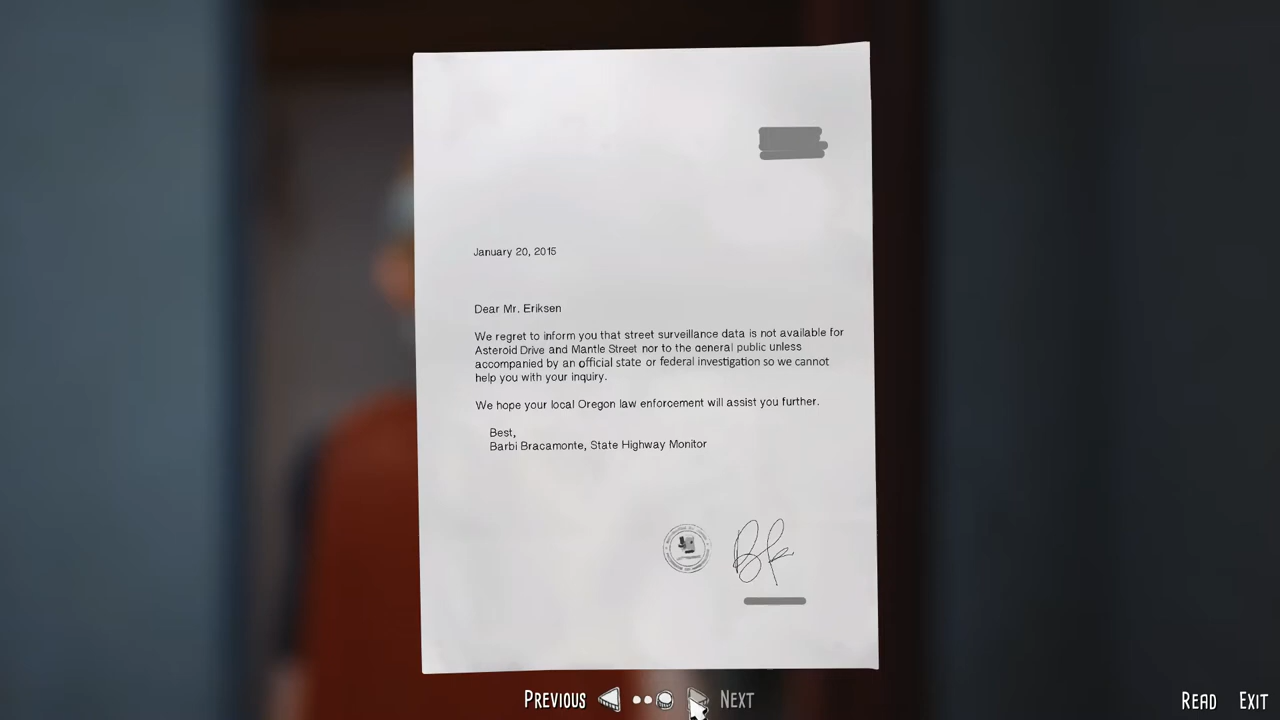 January 20, 2015
Dear Mr. Eriksen
We regret to inform you that street surveillance data is not available for
Asteroid Drive and Mantle Street nor to the general public unless
accompanied by an official state or federal investigation so we cannot
help you with your inquiry.
We hope your local Oregon law enforcement will assist you further.
Best,
Barbi Bracamonte, State Highway Monitor
PREVIOUS
NEXT
READ
EXIT